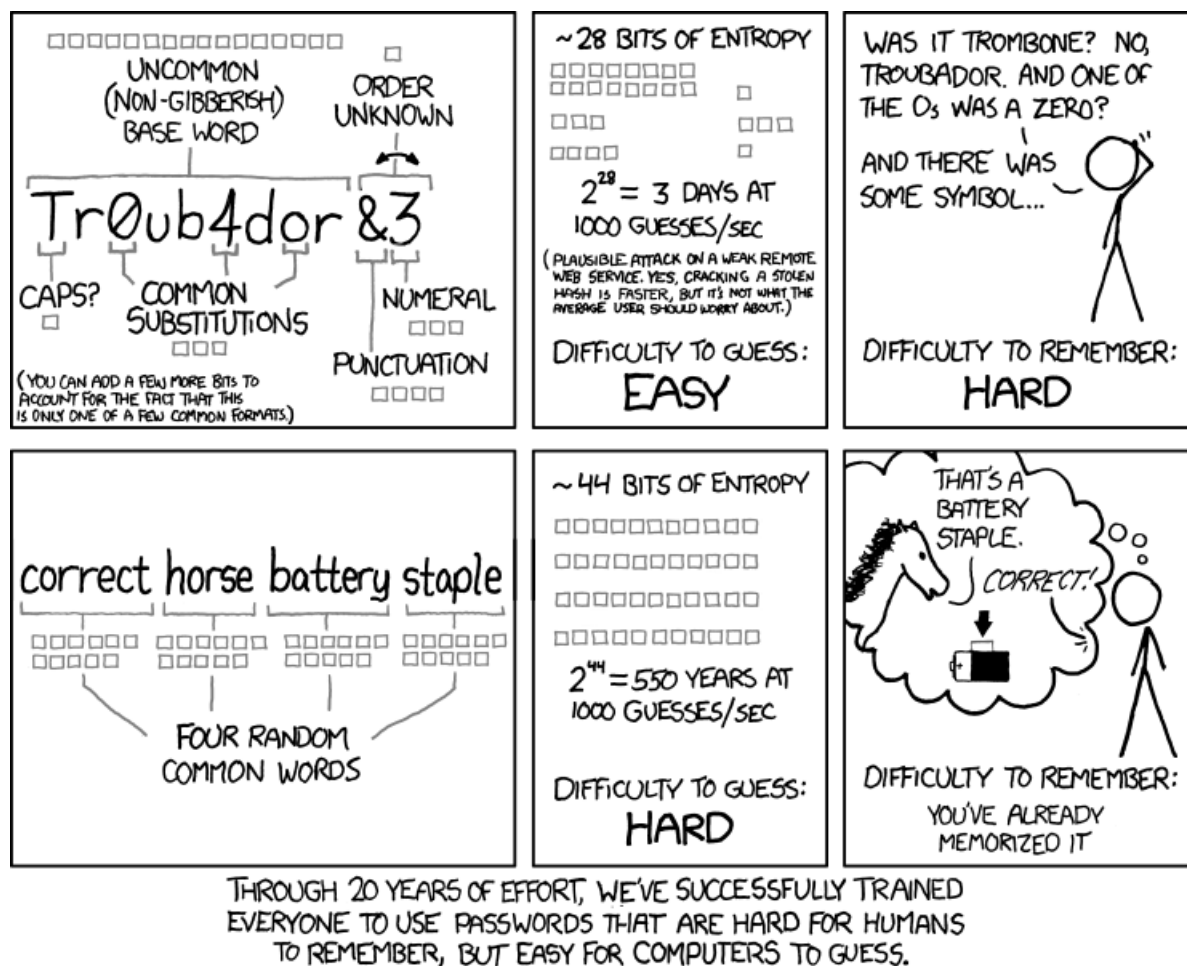 UNCOMMON
(NON-GIBBERISH)
BASE WORD
ORDER
UNKNOWN
Tr0ub4dor &3
CAPS?
COMMON
SUBSTITUTIONS
NUMERAL
PUNCTUATION
(YOU CAN ADD A FEW MORE BITS TO
ACCOUNT FOR THE FACT THAT THIS
IS ONLY ONE OF A FEW COMMON FORMATS.)
~28 BITS OF ENTROPY
2^28 = 3 DAYS AT
1000 GUESSES/SEC
(PLAUSIBLE ATTACK ON A WEAK REMOTE
WEB SERVICE. YES, CRACKING A STOLEN
HASH IS FASTER, BUT IT'S NOT WHAT THE
AVERAGE USER SHOULD WORRY ABOUT.)
DIFFICULTY TO GUESS:
EASY
WAS IT TROMBONE? NO,
TROUBADOR. AND ONE OF
THE Os WAS A ZERO?
AND THERE WAS
SOME SYMBOL...
DIFFICULTY TO REMEMBER:
HARD
correct horse battery staple
FOUR RANDOM
COMMON WORDS
~44 BITS OF ENTROPY
2^44 = 550 YEARS AT
1000 GUESSES/SEC
DIFFICULTY TO GUESS:
HARD
THAT'S A
BATTERY
STAPLE.
CORRECT!
+
DIFFICULTY TO REMEMBER:
YOU'VE ALREADY
MEMORIZED IT
THROUGH 20 YEARS OF EFFORT, WE'VE SUCCESSFULLY TRAINED
EVERYONE TO USE PASSWORDS THAT ARE HARD FOR HUMANS
TO REMEMBER, BUT EASY FOR COMPUTERS TO GUESS.